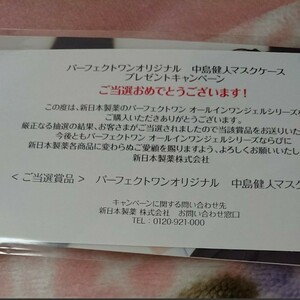 パーフェクトワンオリジナル 中島健人マスクケース
プレゼントキャンペーン
ご当選おめでとうございます！
この度は、新日本製薬のパーフェクトワン オールインワンジェルシリーズを
ご購入いただきありがとうございます。
厳正なる抽選の結果、お客さまがご当選されましたので当該賞品をお送りいた
今後ともパーフェクトワン オールインワンジェルシリーズならびに
新日本製薬各商品に変わらぬご愛顧を賜りますよう、よろしくお願いいたし
新日本製薬株式会社
＜ご当選賞品＞ パーフェクトワンオリジナル 中島健人マスク
キャンペーンに関する問い合わせ先
新日本製薬 株式会社 お問い合わせ窓口
TEL：0120-921-000